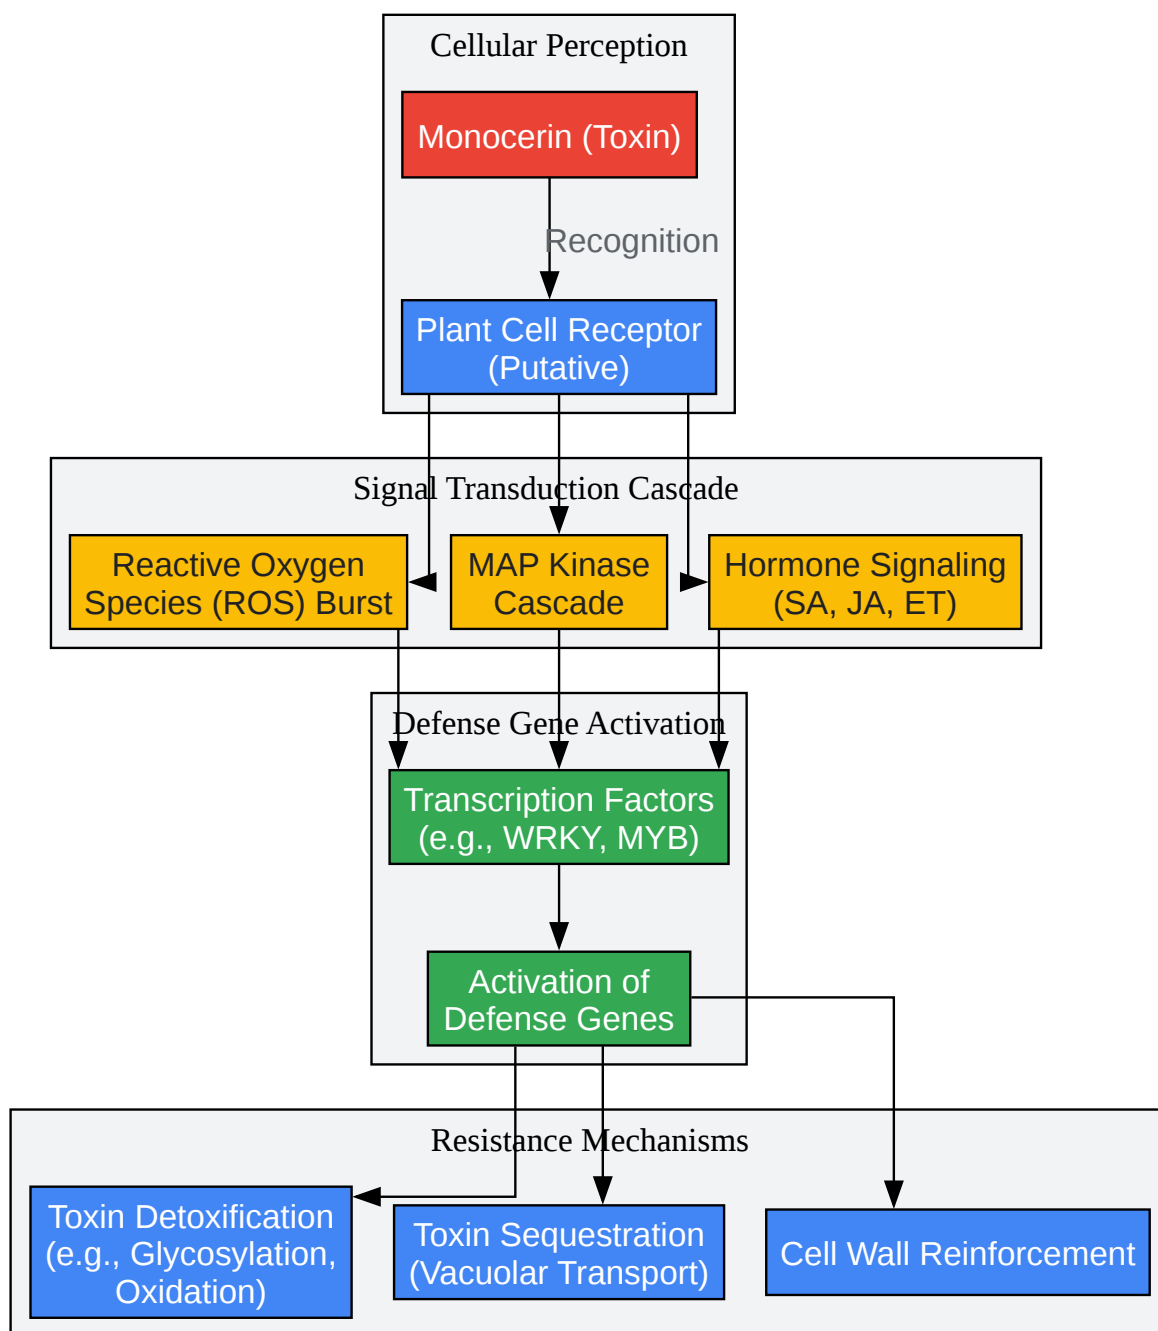 Cellular Perception
Monocerin (Toxin)
Recognition
Plant Cell Receptor
(Putative)
Signal Transduction Cascade
Reactive Oxygen
Species (ROS) Burst
MAP Kinase
Cascade
Hormone Signaling
(SA, JA, ET)
Defense Gene Activation
Transcription Factors
(e.g., WRKY, MYB)
Activation of
Defense Genes
Resistance Mechanisms
Toxin Detoxification
(e.g., Glycosylation,
Oxidation)
Toxin Sequestration
(Vacuolar Transport)
Cell Wall Reinforcement